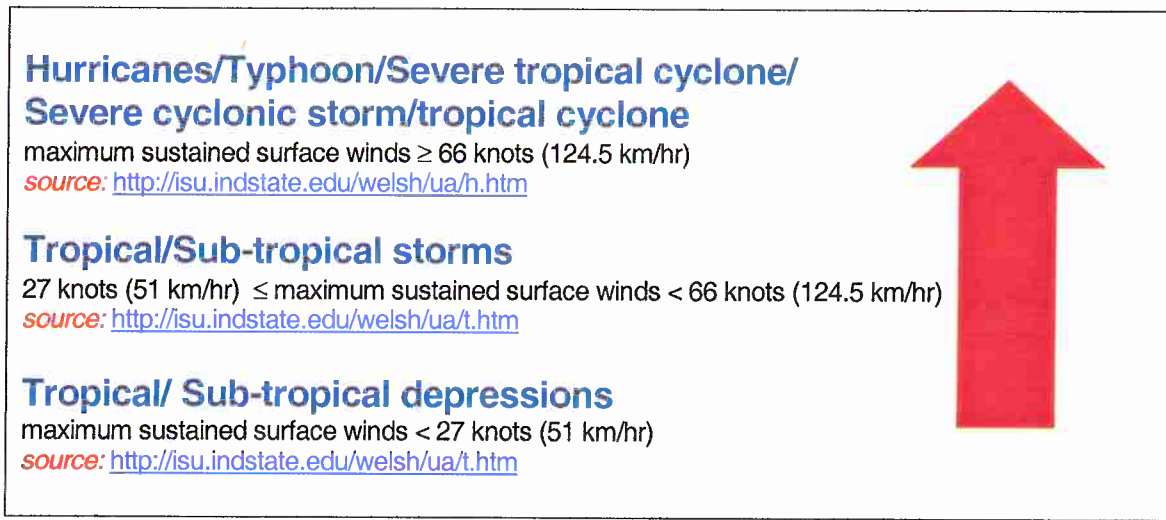 Hurricanes/Typhoon/Severe tropical cyclone/
Severe cyclonic storm/tropical cyclone
maximum sustained surface winds ≥ 66 knots (124.5 km/hr)
source: http://isu.indstate.edu/welsh/ua/h.htm
Tropical/Sub-tropical storms
27 knots (51 km/hr) ≤ maximum sustained surface winds < 66 knots (124.5 km/hr)
source: http://isu.indstate.edu/welsh/ua/t.htm
Tropical/ Sub-tropical depressions
maximum sustained surface winds < 27 knots (51 km/hr)
source: http://isu.indstate.edu/welsh/ua/t.htm